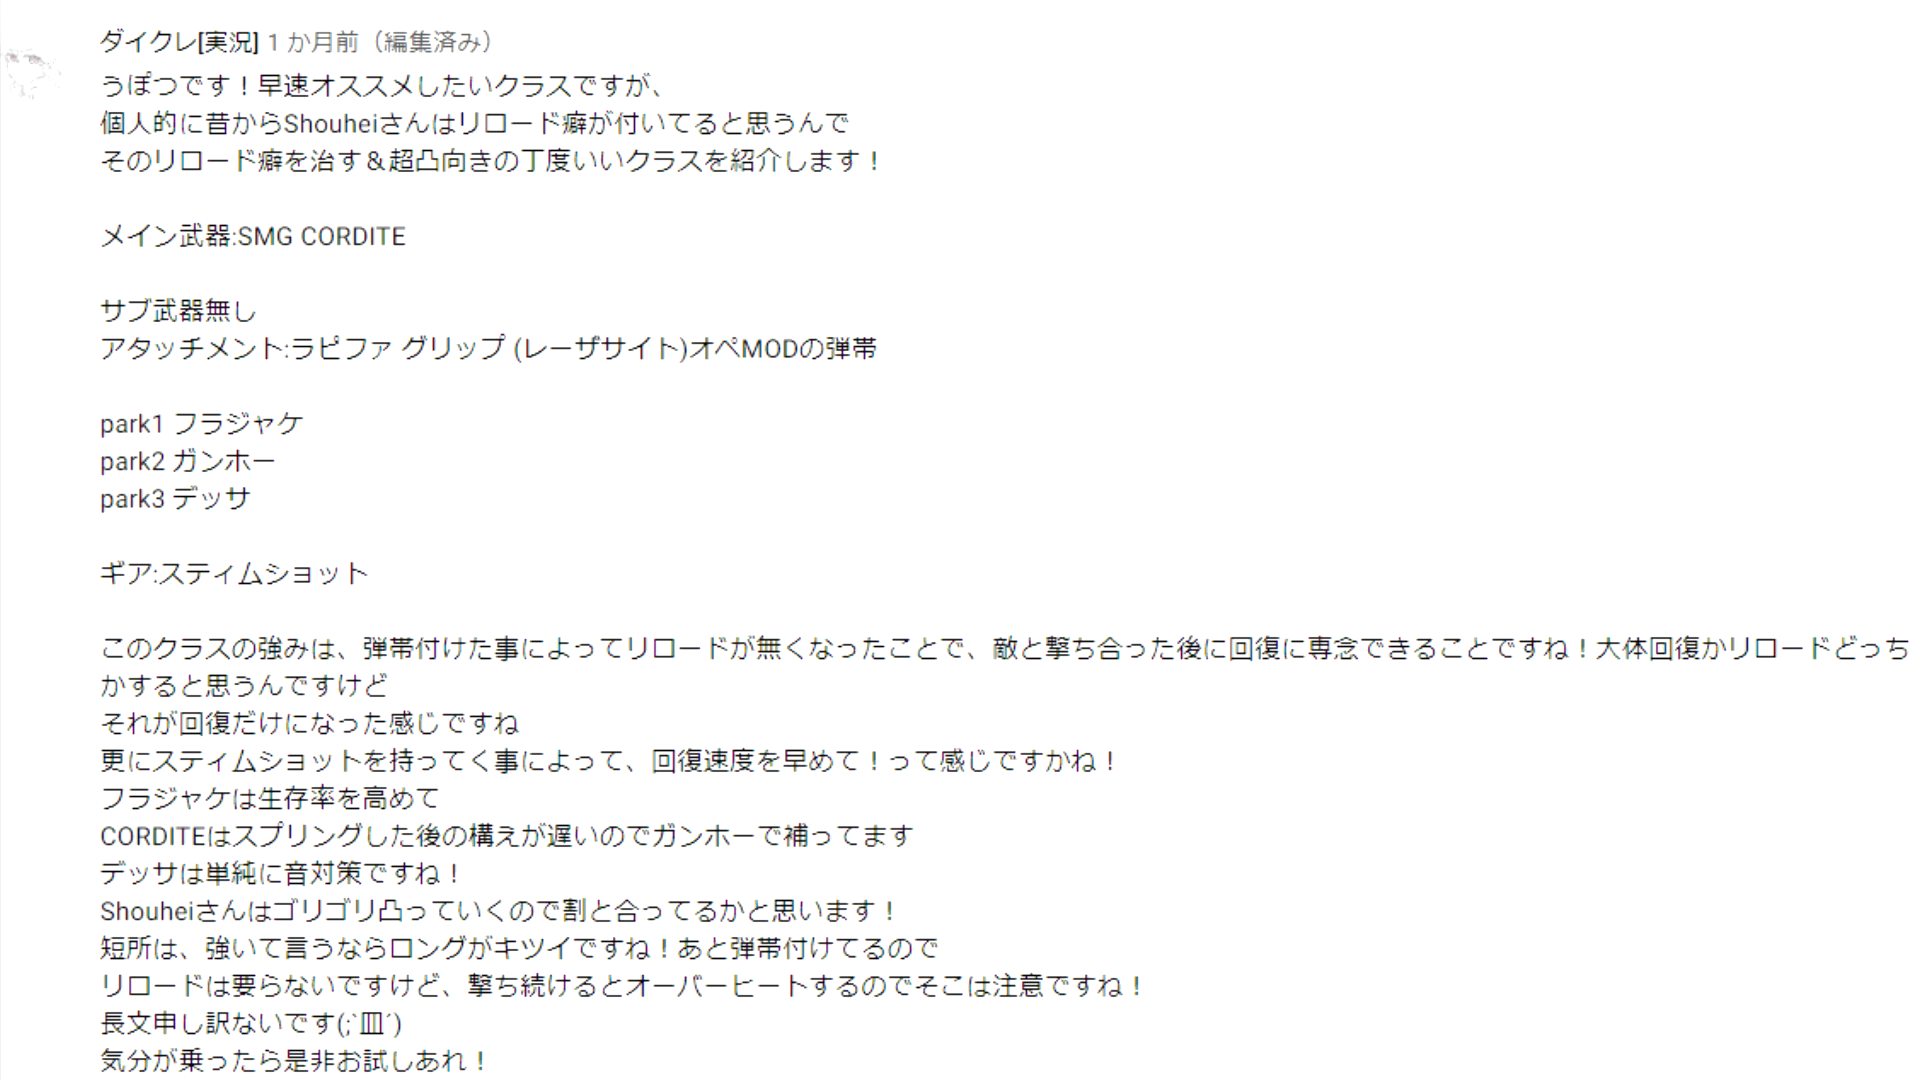 ダイクレ[実況] 1 か月前（編集済み）
うぽつです！早速オススメしたいクラスですが、
個人的に昔からShouheiさんはリロード癖が付いてると思うんで
そのリロード癖を治す＆超凸向きの丁度いいクラスを紹介します！
メイン武器:SMG CORDITE
サブ武器無し
アタッチメント:ラピファ グリップ (レーザサイト)オペMODの弾帯
park1 フラジャケ
park2 ガンホー
park3 デッサ
ギア:スティムショット
このクラスの強みは、弾帯付けた事によってリロードが無くなったことで、敵と撃ち合った後に回復に専念できることですね！大体回復かリロードどっち
かすると思うんですけど
それが回復だけになった感じですね
更にスティムショットを持ってく事によって、回復速度を早めて！って感じですかね！
フラジャケは生存率を高めて
CORDITEはスプリングした後の構えが遅いのでガンホーで補ってます
デッサは単純に音対策ですね！
Shouheiさんはゴリゴリ凸っていくので割と合ってるかと思います！
短所は、強いて言うならロングがキツイですね！あと弾帯付けてるので
リロードは要らないですけど、撃ち続けるとオーバーヒートするのでそこは注意ですね！
長文申し訳ないです(;`皿´)
気分が乗ったら是非お試しあれ！